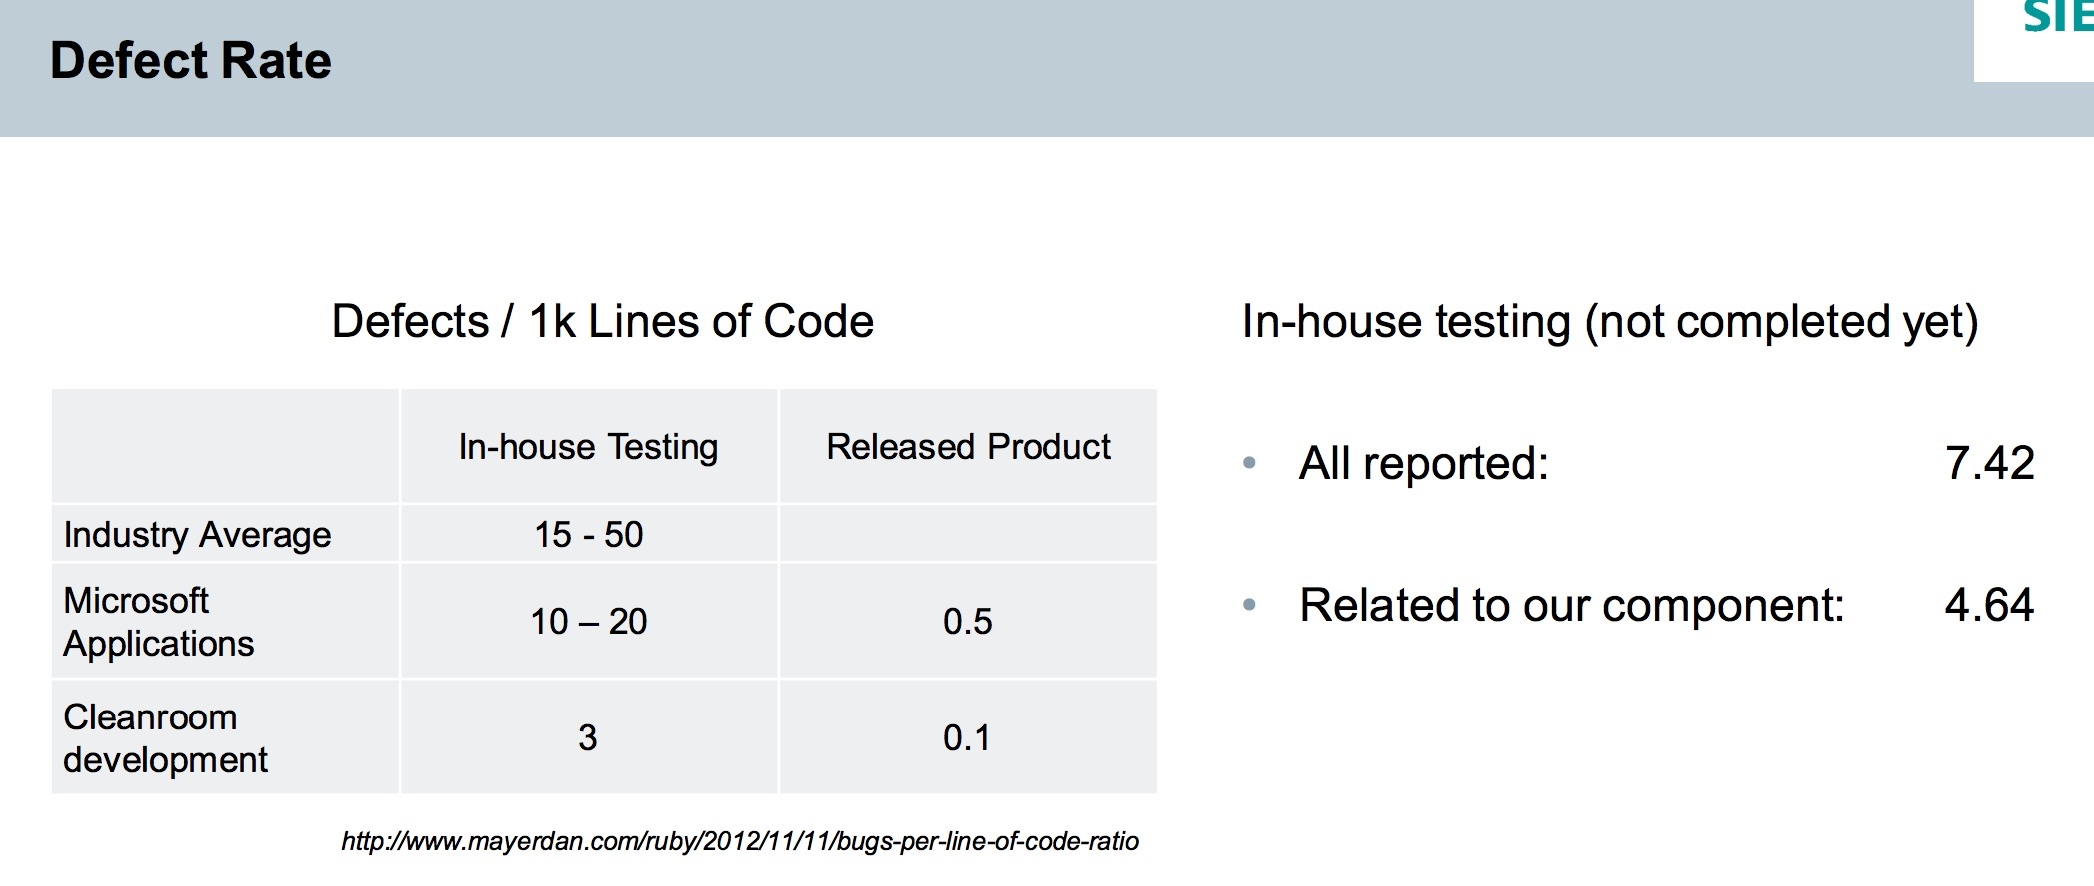 Defect Rate
SIE
Defects / 1k Lines of Code
In-house Testing
Released Product
Industry Average
15 - 50
Microsoft
Applications
10 – 20
0.5
Cleanroom
development
3
0.1
http://www.mayerdan.com/ruby/2012/11/11/bugs-per-line-of-code-ratio
In-house testing (not completed yet)
• All reported: 7.42
• Related to our component: 4.64